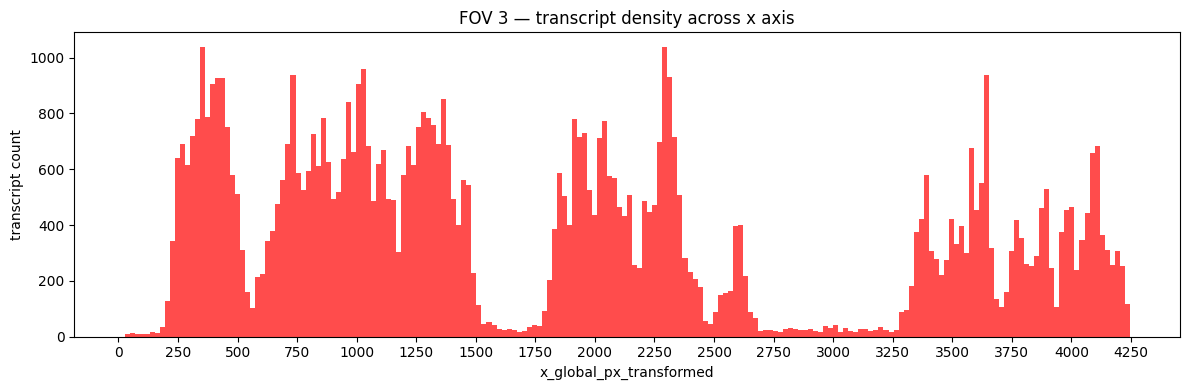 FOV 3 — transcript density across x axis
transcript count
1000
800
600
400
200
0
0 250 500 750 1000 1250 1500 1750 2000 2250 2500 2750 3000 3250 3500 3750 4000 4250
x_global_px_transformed